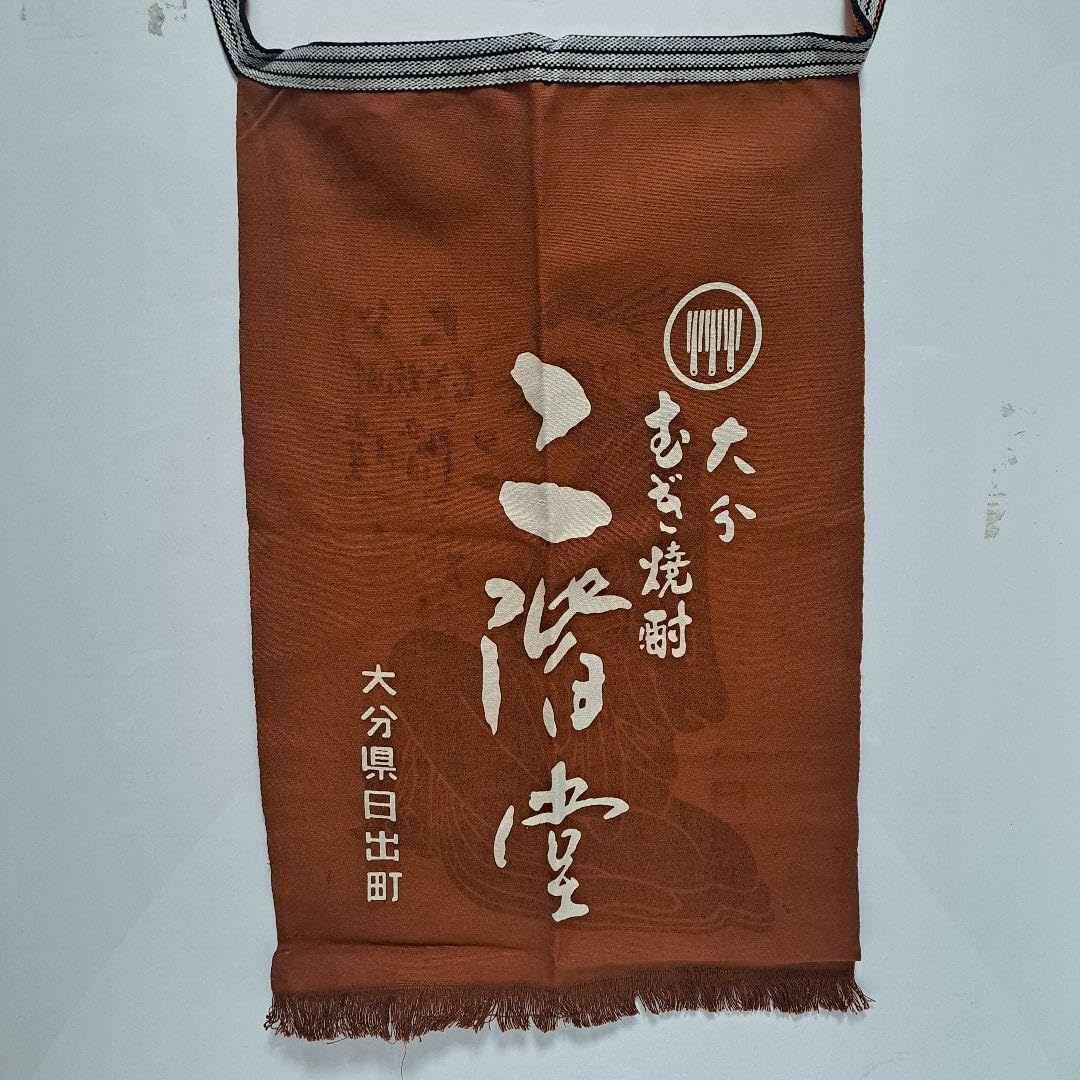 大分
むぎ焼酎
二階堂
大分県日出町